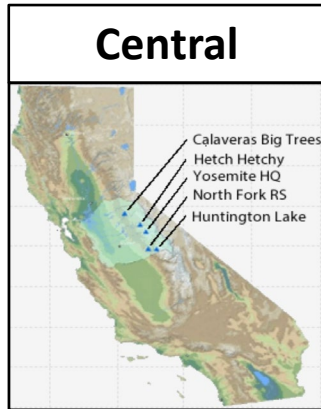 Central
Calaveras Big Trees
Hetch Hetchy
Yosemite HQ
North Fork RS
Huntington Lake